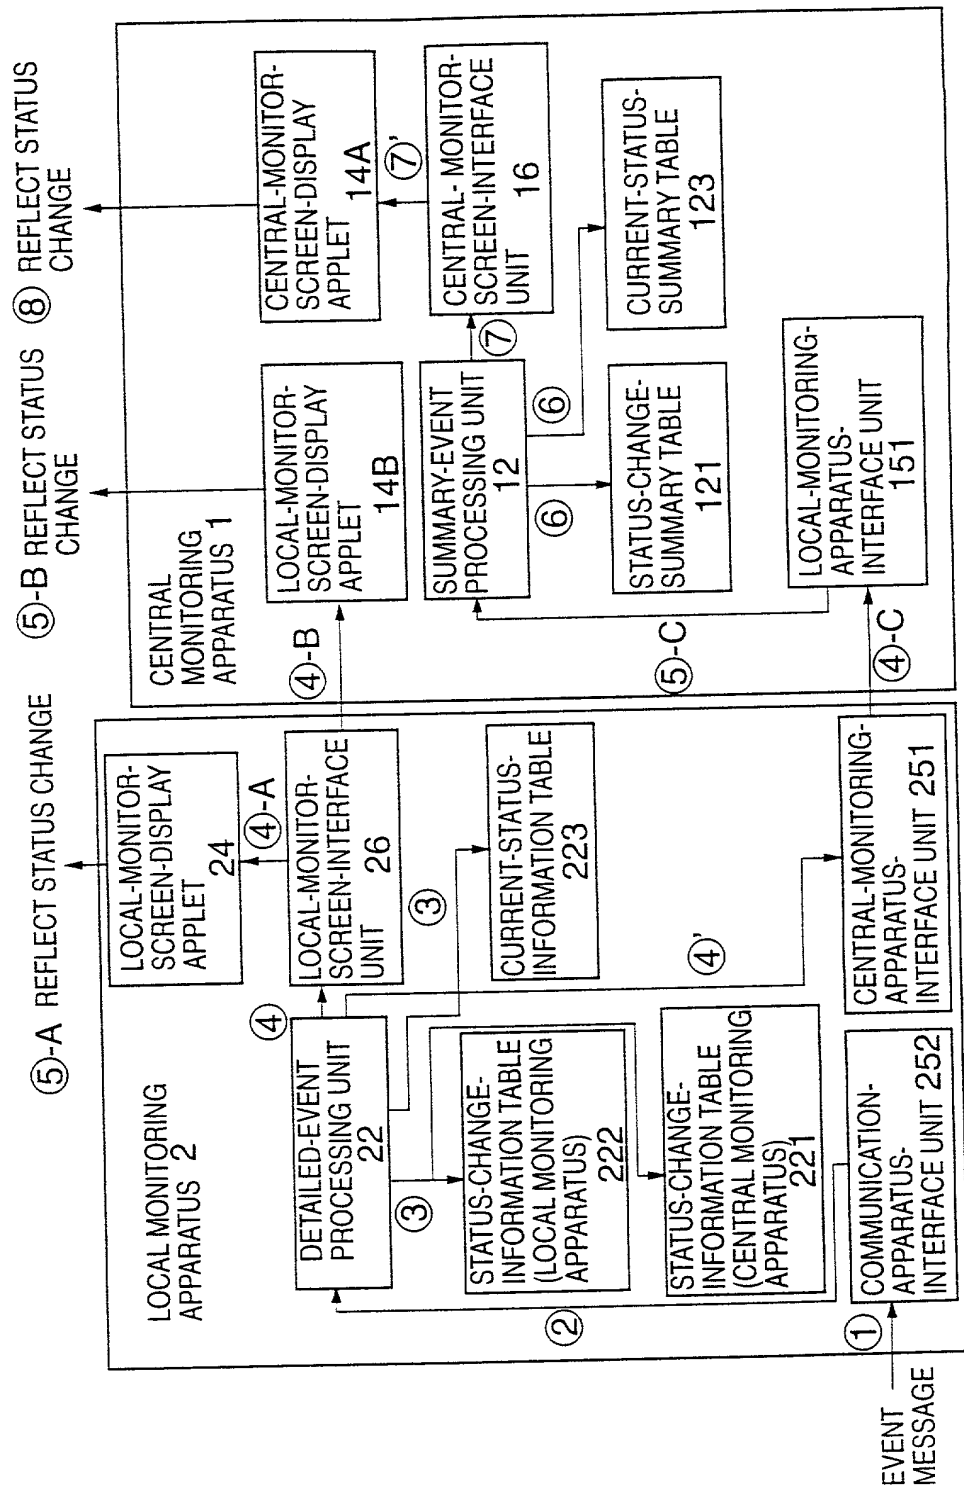 ⑤-A REFLECT STATUS CHANGE
⑤-B REFLECT STATUS
CHANGE
⑧ REFLECT STATUS
CHANGE
LOCAL MONITORING
APPARATUS 2
LOCAL-MONITOR-
SCREEN-DISPLAY
APPLET
24
④-A
DETAILED-EVENT
PROCESSING UNIT
22
④
LOCAL-MONITOR-
SCREEN-INTERFACE
UNIT
26
③
③
STATUS-CHANGE-
INFORMATION TABLE
(LOCAL MONITORING
APPARATUS)
222
CURRENT-STATUS-
INFORMATION TABLE
223
②
STATUS-CHANGE-
INFORMATION TABLE
(CENTRAL MONITORING
APPARATUS)
221
④'
EVENT
MESSAGE
①
COMMUNICATION-
APPARATUS-
INTERFACE UNIT 252
CENTRAL-MONITORING-
APPARATUS-
INTERFACE UNIT 251
CENTRAL
MONITORING
APPARATUS 1
④-B
LOCAL-MONITOR-
SCREEN-DISPLAY
APPLET
14B
CENTRAL-MONITOR-
SCREEN-DISPLAY
APPLET
14A
⑦'
SUMMARY-EVENT
PROCESSING UNIT
12
⑦
CENTRAL- MONITOR-
SCREEN-INTERFACE
UNIT
16
⑥
⑥
STATUS-CHANGE-
SUMMARY TABLE
121
CURRENT-STATUS-
SUMMARY TABLE
123
⑤-C
④-C
LOCAL-MONITORING-
APPARATUS-
INTERFACE UNIT
151